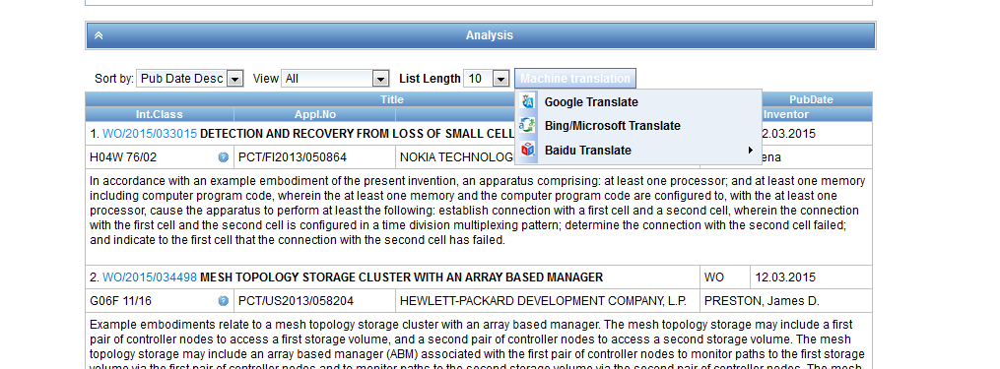 Analysis
Sort by: Pub Date Desc View All List Length 10 Machine translation
Title PubDate
Int.Class Appl.No Inventor
Google Translate
Bing/Microsoft Translate
Baidu Translate
1. WO/2015/033015 DETECTION AND RECOVERY FROM LOSS OF SMALL CELL 2.03.2015
H04W 76/02 PCT/FI2013/050864 NOKIA TECHNOLOG ena
In accordance with an example embodiment of the present invention, an apparatus comprising: at least one processor; and at least one memory
including computer program code, wherein the at least one memory and the computer program code are configured to, with the at least one
processor, cause the apparatus to perform at least the following: establish connection with a first cell and a second cell, wherein the connection
with the first cell and the second cell is configured in a time division multiplexing pattern; determine the connection with the second cell failed;
and indicate to the first cell that the connection with the second cell has failed.
2. WO/2015/034498 MESH TOPOLOGY STORAGE CLUSTER WITH AN ARRAY BASED MANAGER WO 12.03.2015
G06F 11/16 PCT/US2013/058204 HEWLETT-PACKARD DEVELOPMENT COMPANY, L.P. PRESTON, James D.
Example embodiments relate to a mesh topology storage cluster with an array based manager. The mesh topology storage may include a first
pair of controller nodes to access a first storage volume, and a second pair of controller nodes to access a second storage volume. The mesh
topology storage may include an array based manager (ABM) associated with the first pair of controller nodes to monitor paths to the first storage
volume via the first pair of controller nodes and to monitor paths to the second storage volume via the second pair of controller nodes. The mesh